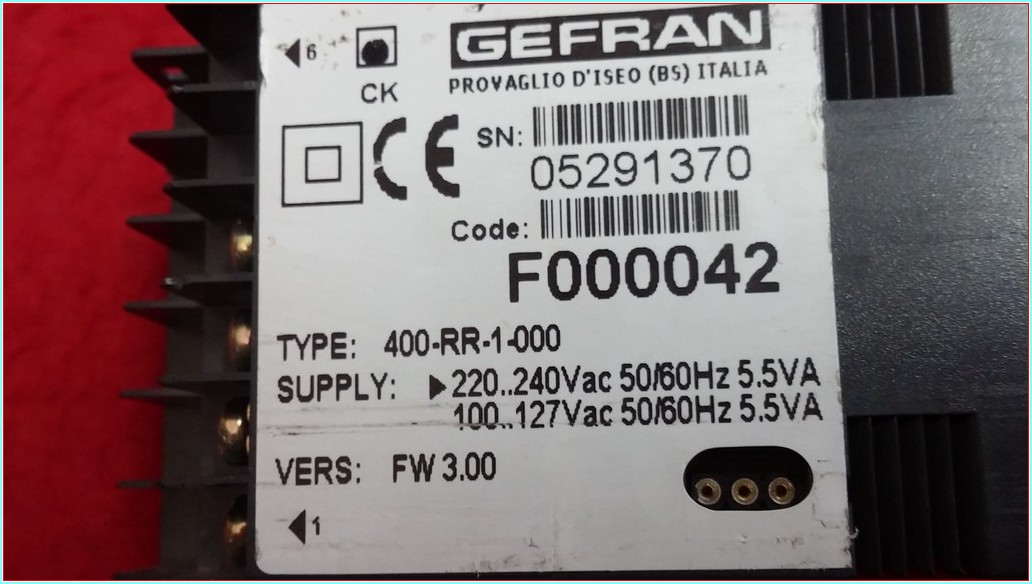 6
GEFRAN
CK
PROVAGLIO D'ISEO (BS) ITALIA
CE
SN:
05291370
Code:
F000042
TYPE: 400-RR-1-000
SUPPLY: ▶220..240Vac 50/60Hz 5.5VA
100..127Vac 50/60Hz 5.5VA
VERS: FW 3.00
1